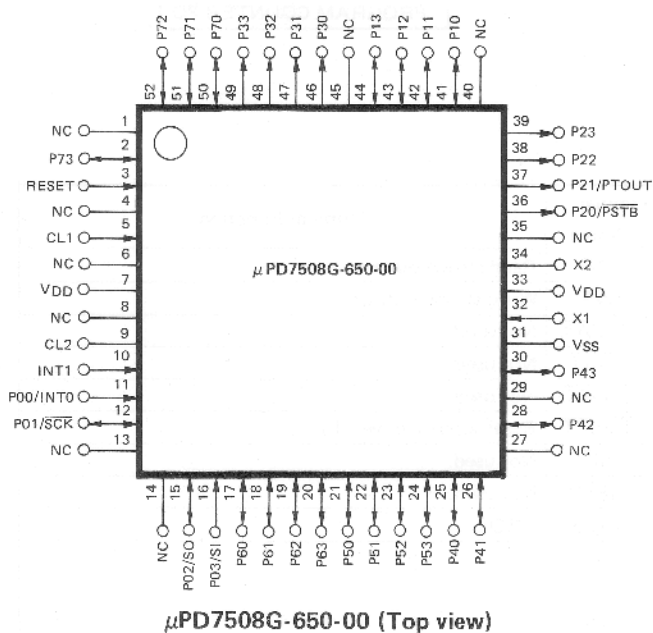 P72 P71 P70 P33 P32 P31 P30 NC P13 P12 P11 P10 NC
52 51 50 49 48 47 46 45 44 43 42 41 40
NC 1
P73 2
RESET 3
NC 4
CL1 5
NC 6
VDD 7
NC 8
CL2 9
INT1 10
P00/INT0 11
P01/SCK 12
NC 13
μPD7508G-650-00
39 P23
38 P22
37 P21/PTOUT
36 P20/PSTB
35 NC
34 X2
33 VDD
32 X1
31 VSS
30 P43
29 NC
28 P42
27 NC
14 15 16 17 18 19 20 21 22 23 24 25 26
NC P02/SO P03/SI P60 P61 P62 P63 P50 P51 P52 P53 P40 P41
μPD7508G-650-00 (Top view)